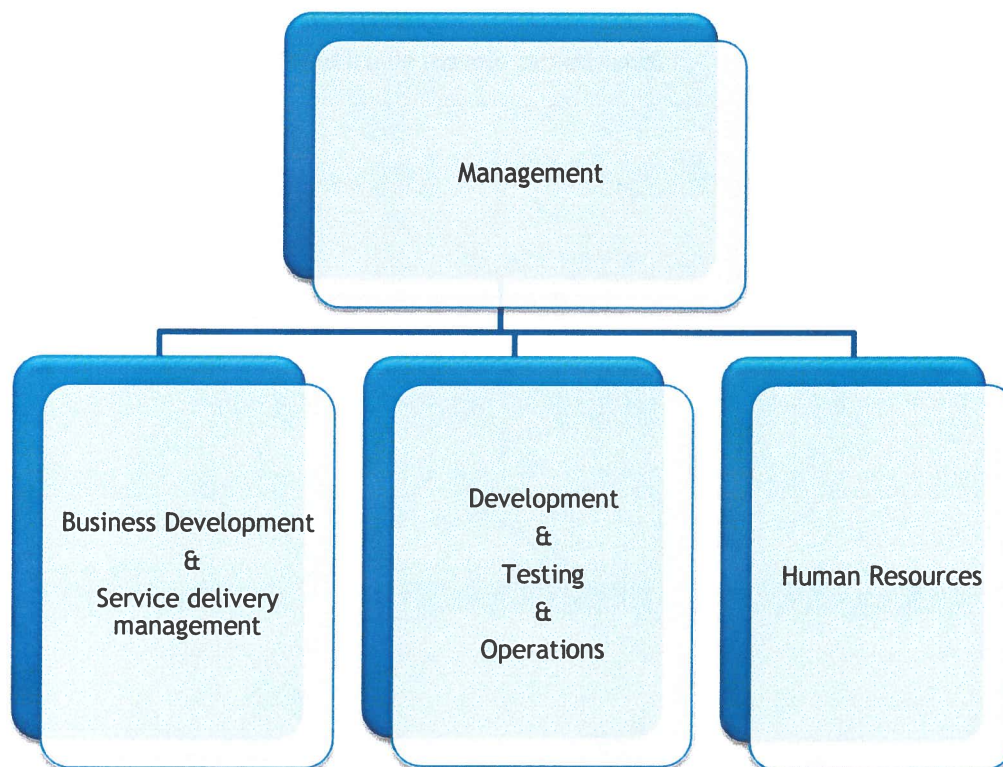 Management
Business Development
&
Service delivery
management
Development
&
Testing
&
Operations
Human Resources